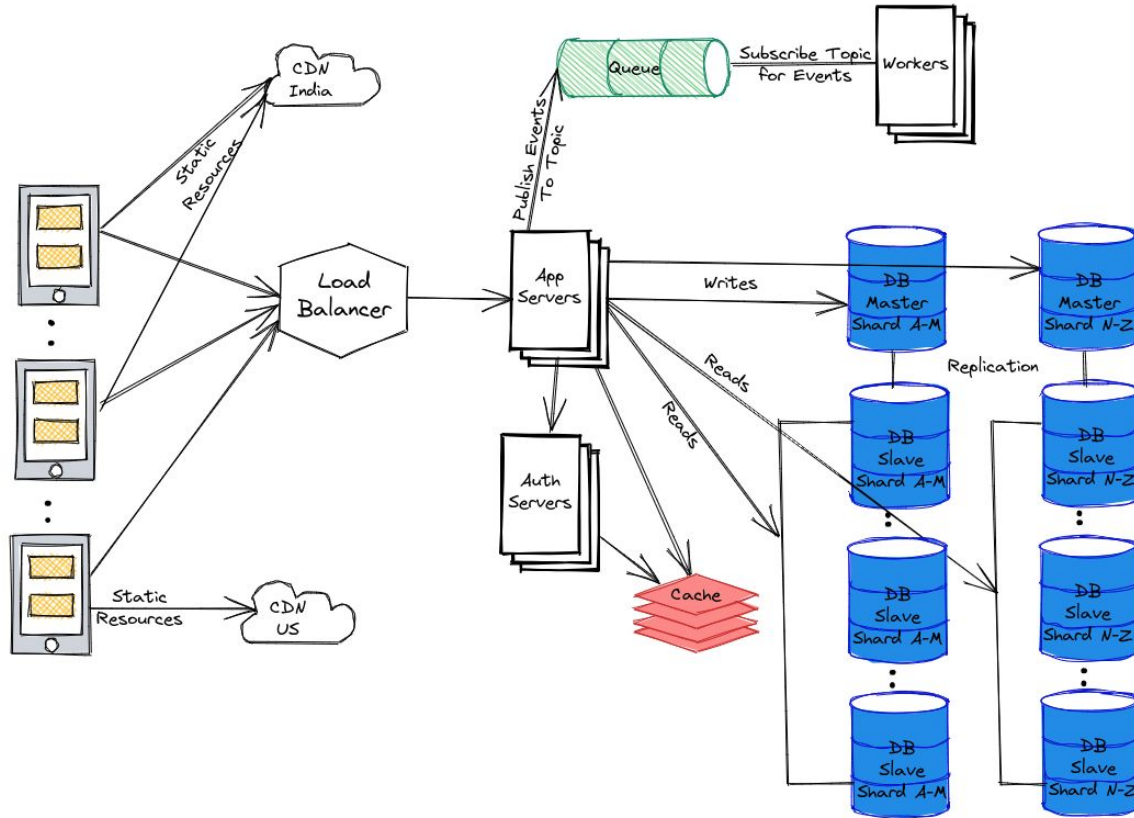 CDN
India
Queue
Subscribe Topic
for Events
Workers
Static
Resources
Publish Events
To Topic
Load
Balancer
App
Servers
Writes
DB
Master
Shard A-M
DB
Master
Shard N-Z
Replication
Reads
Reads
DB
Slave
Shard A-M
DB
Slave
Shard N-Z
Auth
Servers
Cache
DB
Slave
Shard A-M
DB
Slave
Shard N-Z
Static
Resources
CDN
US
DB
Slave
Shard A-M
DB
Slave
Shard N-Z